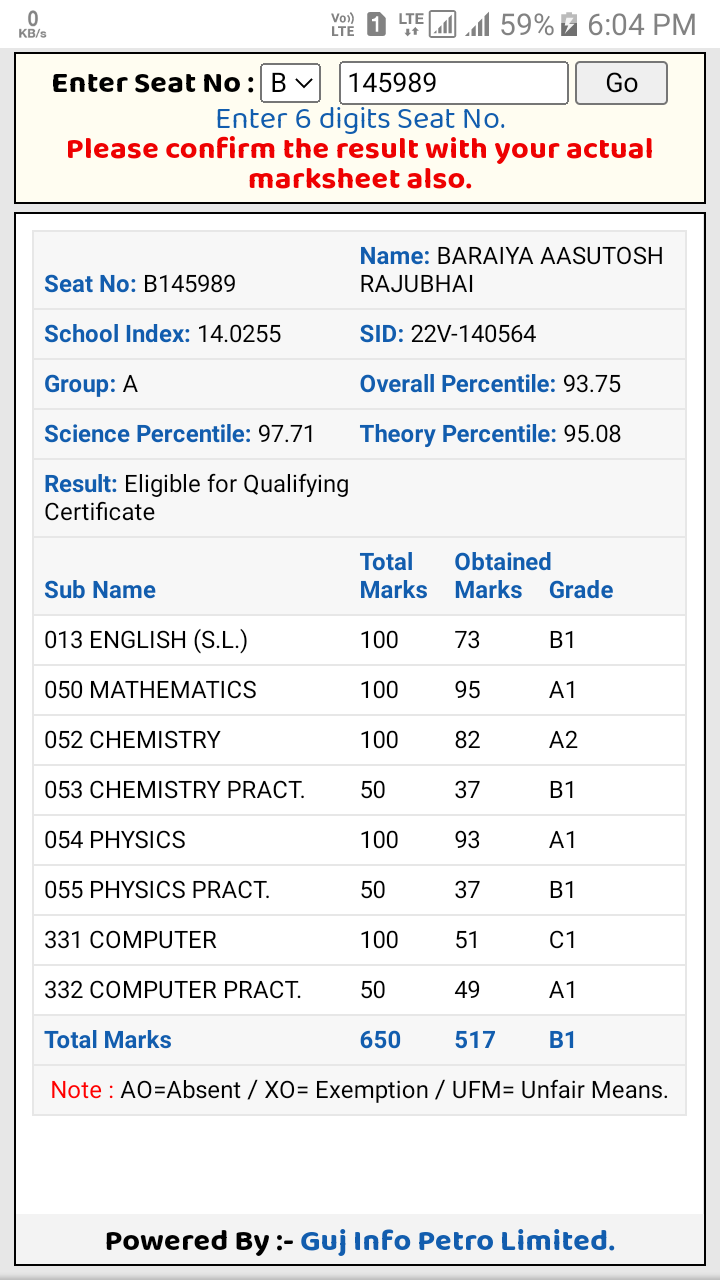 0
KB/s
Vo))
LTE
1
LTE
59%
6:04 PM
Enter Seat No : B 145989 Go
Enter 6 digits Seat No.
Please confirm the result with your actual
marksheet also.
Seat No: B145989
Name: BARAIYA AASUTOSH
RAJUBHAI
School Index: 14.0255 SID: 22V-140564
Group: A Overall Percentile: 93.75
Science Percentile: 97.71 Theory Percentile: 95.08
Result: Eligible for Qualifying
Certificate
Sub Name Total Marks Obtained Marks Grade
013 ENGLISH (S.L.) 100 73 B1
050 MATHEMATICS 100 95 A1
052 CHEMISTRY 100 82 A2
053 CHEMISTRY PRACT. 50 37 B1
054 PHYSICS 100 93 A1
055 PHYSICS PRACT. 50 37 B1
331 COMPUTER 100 51 C1
332 COMPUTER PRACT. 50 49 A1
Total Marks 650 517 B1
Note : AO=Absent / XO= Exemption / UFM= Unfair Means.
Powered By :- Guj Info Petro Limited.